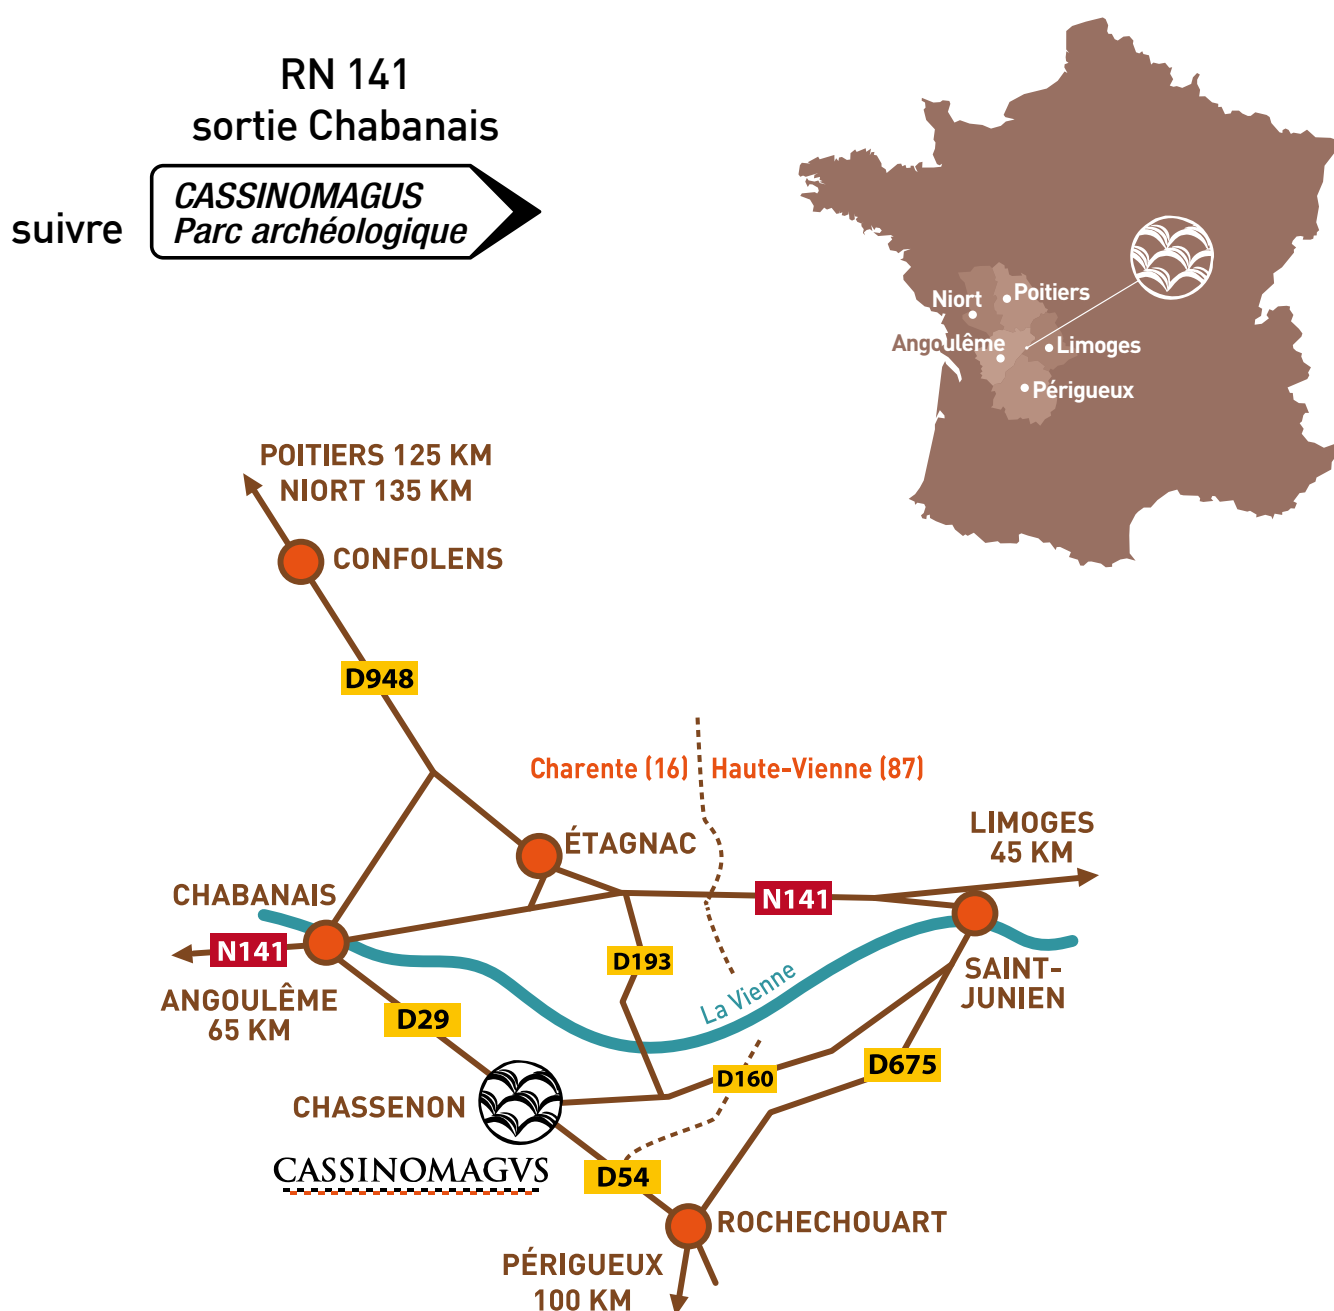 RN 141
sortie Chabanais
suivre
CASSINOMAGUS
Parc archéologique
Niort
Poitiers
Angoulême
Limoges
Périgueux
POITIERS 125 KM
NIORT 135 KM
CONFOLENS
D948
Charente (16)
Haute-Vienne (87)
ÉTAGNAC
LIMOGES
45 KM
CHABANAIS
N141
N141
D193
SAINT-
JUNIEN
ANGOULÊME
65 KM
La Vienne
D29
D675
D160
CHASSENON
CASSINOMAGVS
D54
ROCHECHOUART
PÉRIGUEUX
100 KM